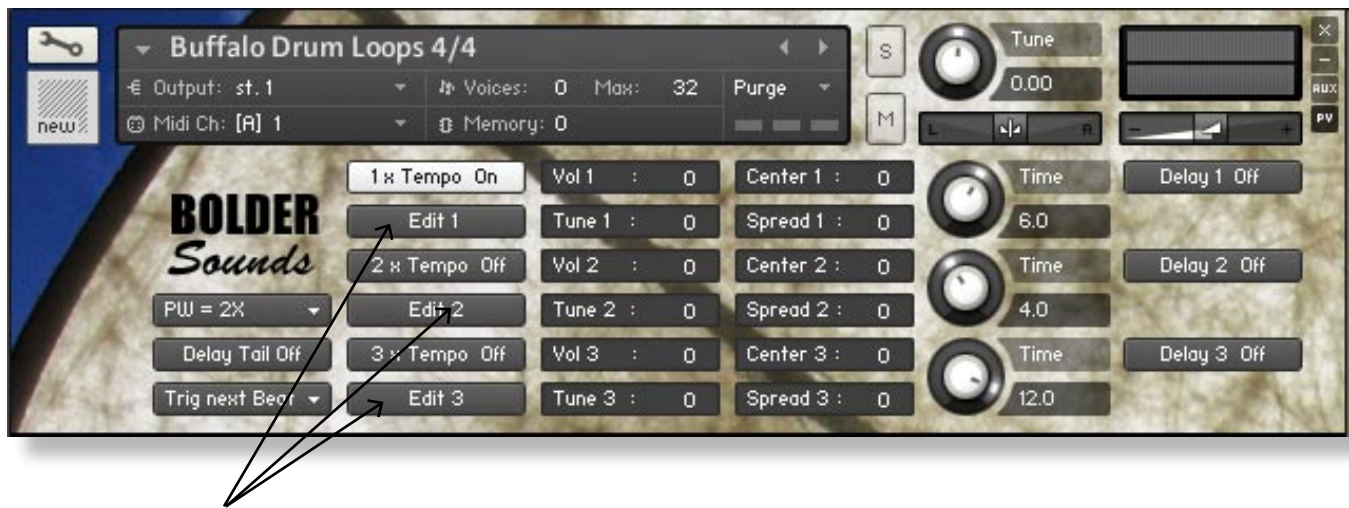 Buffalo Drum Loops 4/4
S
Tune
×
Output: st. 1
Voices: 0 Max: 32
Purge
0.00
AUX
new
Midi Ch: [A] 1
Memory: 0
M
L
R
- +
PV
BOLDER
Sounds
1 x Tempo On
Vol 1 : 0
Center 1 : 0
Time
Delay 1 Off
Edit 1
Tune 1 : 0
Spread 1 : 0
6.0
2 x Tempo Off
Vol 2 : 0
Center 2 : 0
Time
Delay 2 Off
PW = 2X
Edit 2
Tune 2 : 0
Spread 2 : 0
4.0
Delay Tail Off
3 x Tempo Off
Vol 3 : 0
Center 3 : 0
Time
Delay 3 Off
Trig next Beat
Edit 3
Tune 3 : 0
Spread 3 : 0
12.0